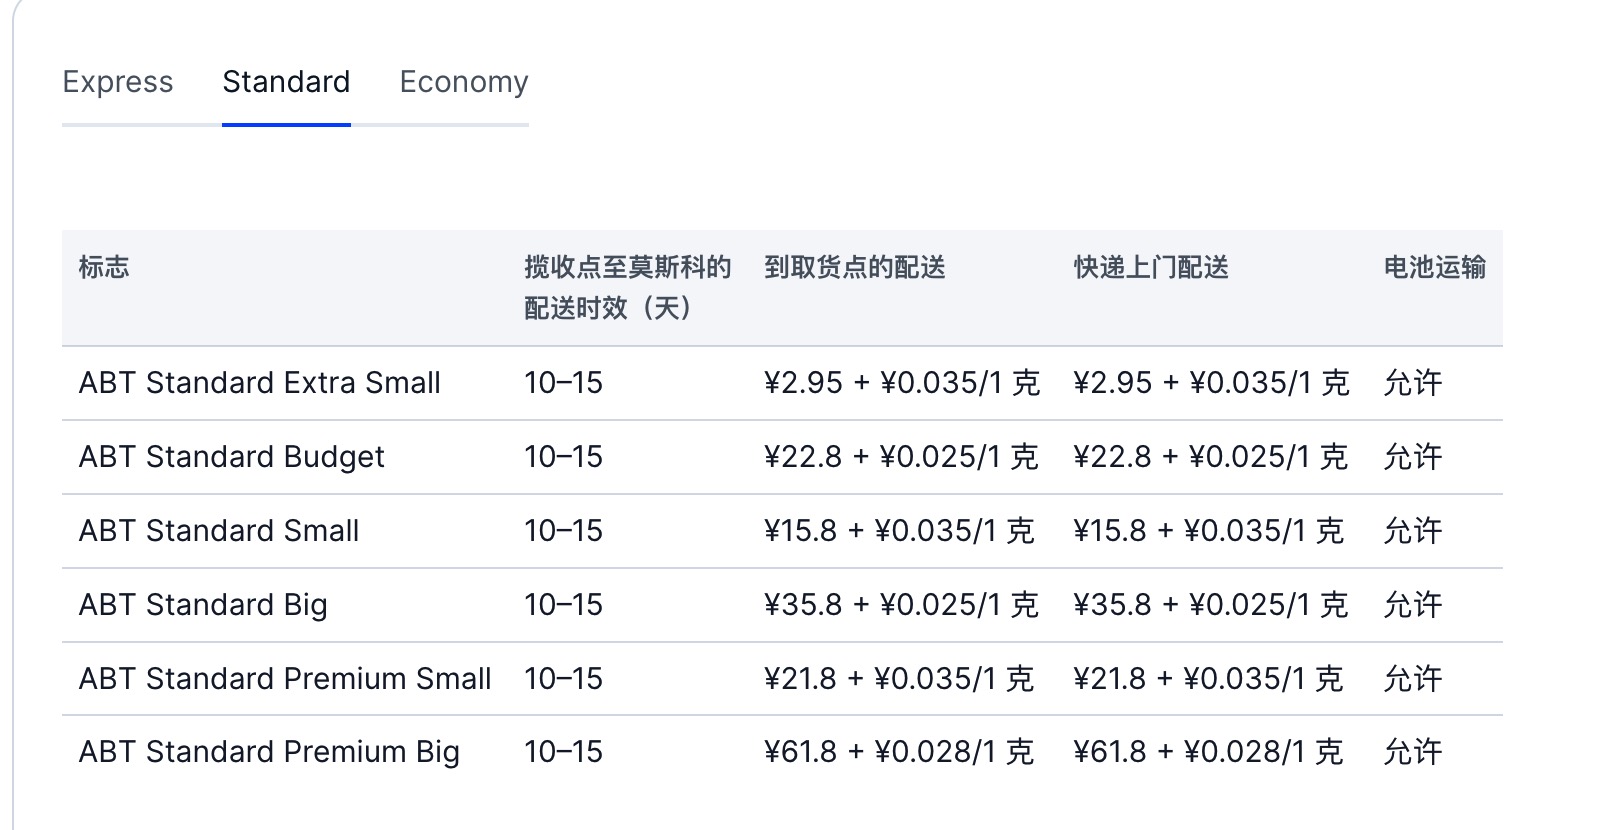 Express Standard Economy
标志 揽收点至莫斯科的 到取货点的配送 快递上门配送 电池运输
配送时效（天）
ABT Standard Extra Small 10–15 ¥2.95 + ¥0.035/1 克 ¥2.95 + ¥0.035/1 克 允许
ABT Standard Budget 10–15 ¥22.8 + ¥0.025/1 克 ¥22.8 + ¥0.025/1 克 允许
ABT Standard Small 10–15 ¥15.8 + ¥0.035/1 克 ¥15.8 + ¥0.035/1 克 允许
ABT Standard Big 10–15 ¥35.8 + ¥0.025/1 克 ¥35.8 + ¥0.025/1 克 允许
ABT Standard Premium Small 10–15 ¥21.8 + ¥0.035/1 克 ¥21.8 + ¥0.035/1 克 允许
ABT Standard Premium Big 10–15 ¥61.8 + ¥0.028/1 克 ¥61.8 + ¥0.028/1 克 允许